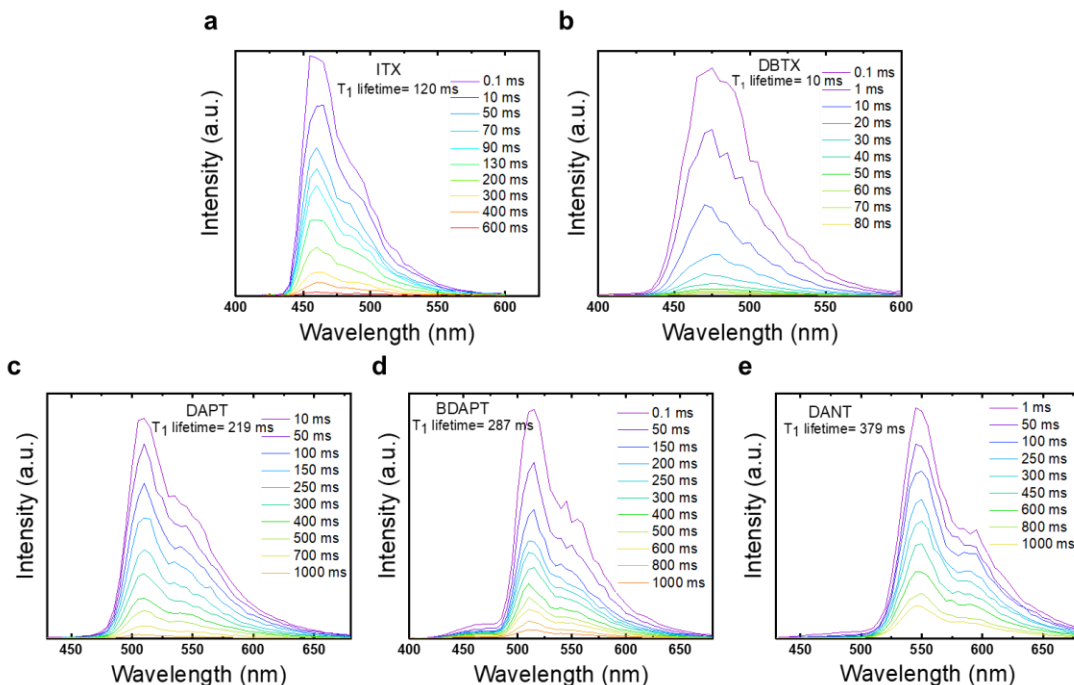 a
ITX
T₁ lifetime= 120 ms
0.1 ms
10 ms
50 ms
70 ms
90 ms
130 ms
200 ms
300 ms
400 ms
600 ms
Intensity (a.u.)
400 450 500 550 600
Wavelength (nm)
b
DBTX
T₁ lifetime= 10 ms
0.1 ms
1 ms
10 ms
20 ms
30 ms
40 ms
50 ms
60 ms
70 ms
80 ms
Intensity (a.u.)
400 450 500 550 600
Wavelength (nm)
c
DAPT
T₁ lifetime= 219 ms
10 ms
50 ms
100 ms
150 ms
250 ms
300 ms
400 ms
500 ms
700 ms
1000 ms
Intensity (a.u.)
450 500 550 600 650
Wavelength (nm)
d
BDAPT
T₁ lifetime= 287 ms
0.1 ms
50 ms
150 ms
200 ms
250 ms
300 ms
400 ms
500 ms
600 ms
800 ms
1000 ms
Intensity (a.u.)
400 450 500 550 600 650
Wavelength (nm)
e
DANT
T₁ lifetime= 379 ms
1 ms
50 ms
100 ms
250 ms
300 ms
450 ms
600 ms
800 ms
1000 ms
Intensity (a.u.)
450 500 550 600 650
Wavelength (nm)